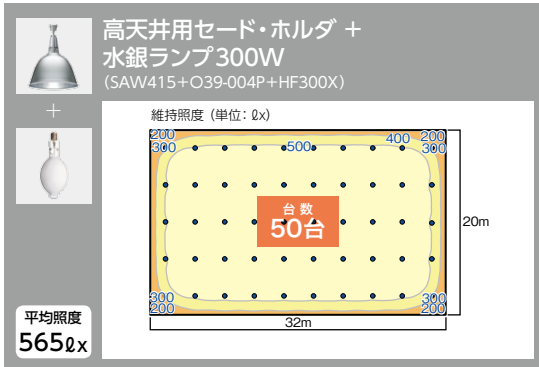 高天井用セード・ホルダ +
水銀ランプ300W
(SAW415+O39-004P+HF300X)
+
維持照度 (単位: ℓx)
200
300
500
400
200
300
台数
50台
20m
300
200
300
200
32m
平均照度
565ℓx